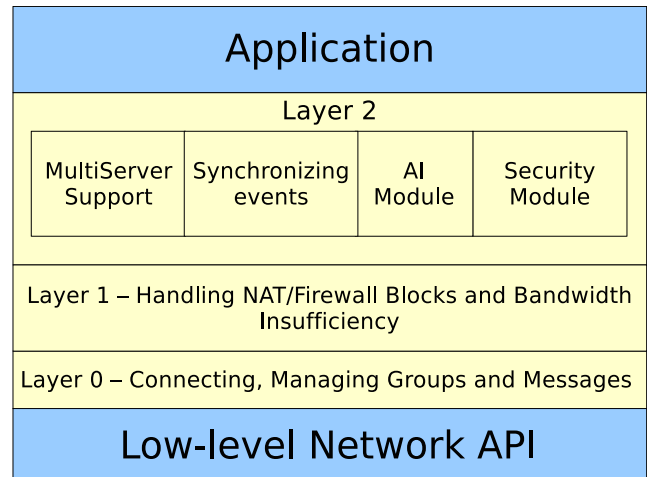 Application
Layer 2
MultiServer
Support
Synchronizing
events
AI
Module
Security
Module
Layer 1 – Handling NAT/Firewall Blocks and Bandwidth
Insufficiency
Layer 0 – Connecting, Managing Groups and Messages
Low-level Network API